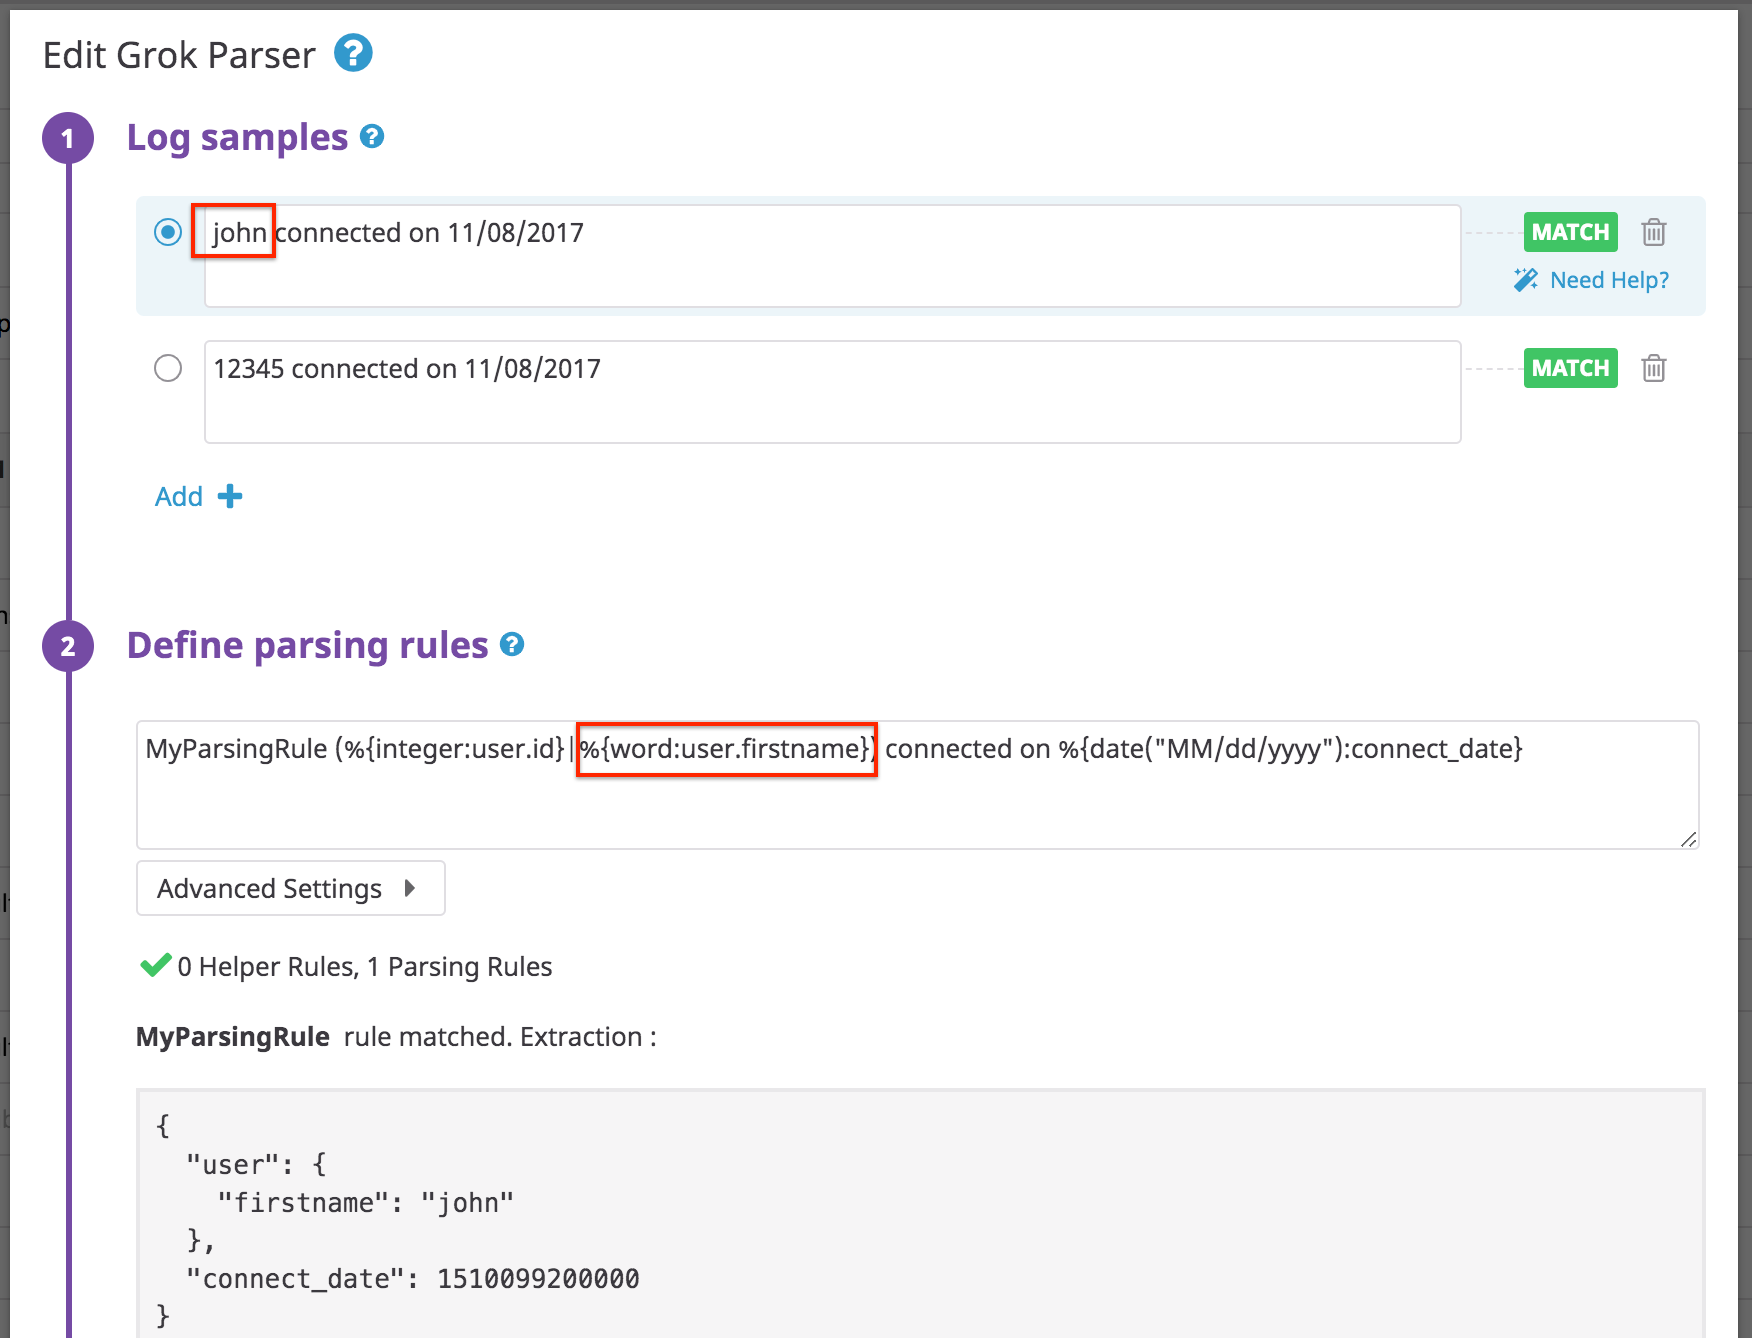 Edit Grok Parser ?
1 Log samples ?
john connected on 11/08/2017 MATCH
Need Help?
12345 connected on 11/08/2017 MATCH
Add
2 Define parsing rules ?
MyParsingRule (%{integer:user.id}|%{word:user.firstname}) connected on %{date("MM/dd/yyyy"):connect_date}
Advanced Settings
0 Helper Rules, 1 Parsing Rules
MyParsingRule rule matched. Extraction :
{
"user": {
"firstname": "john"
},
"connect_date": 1510099200000
}